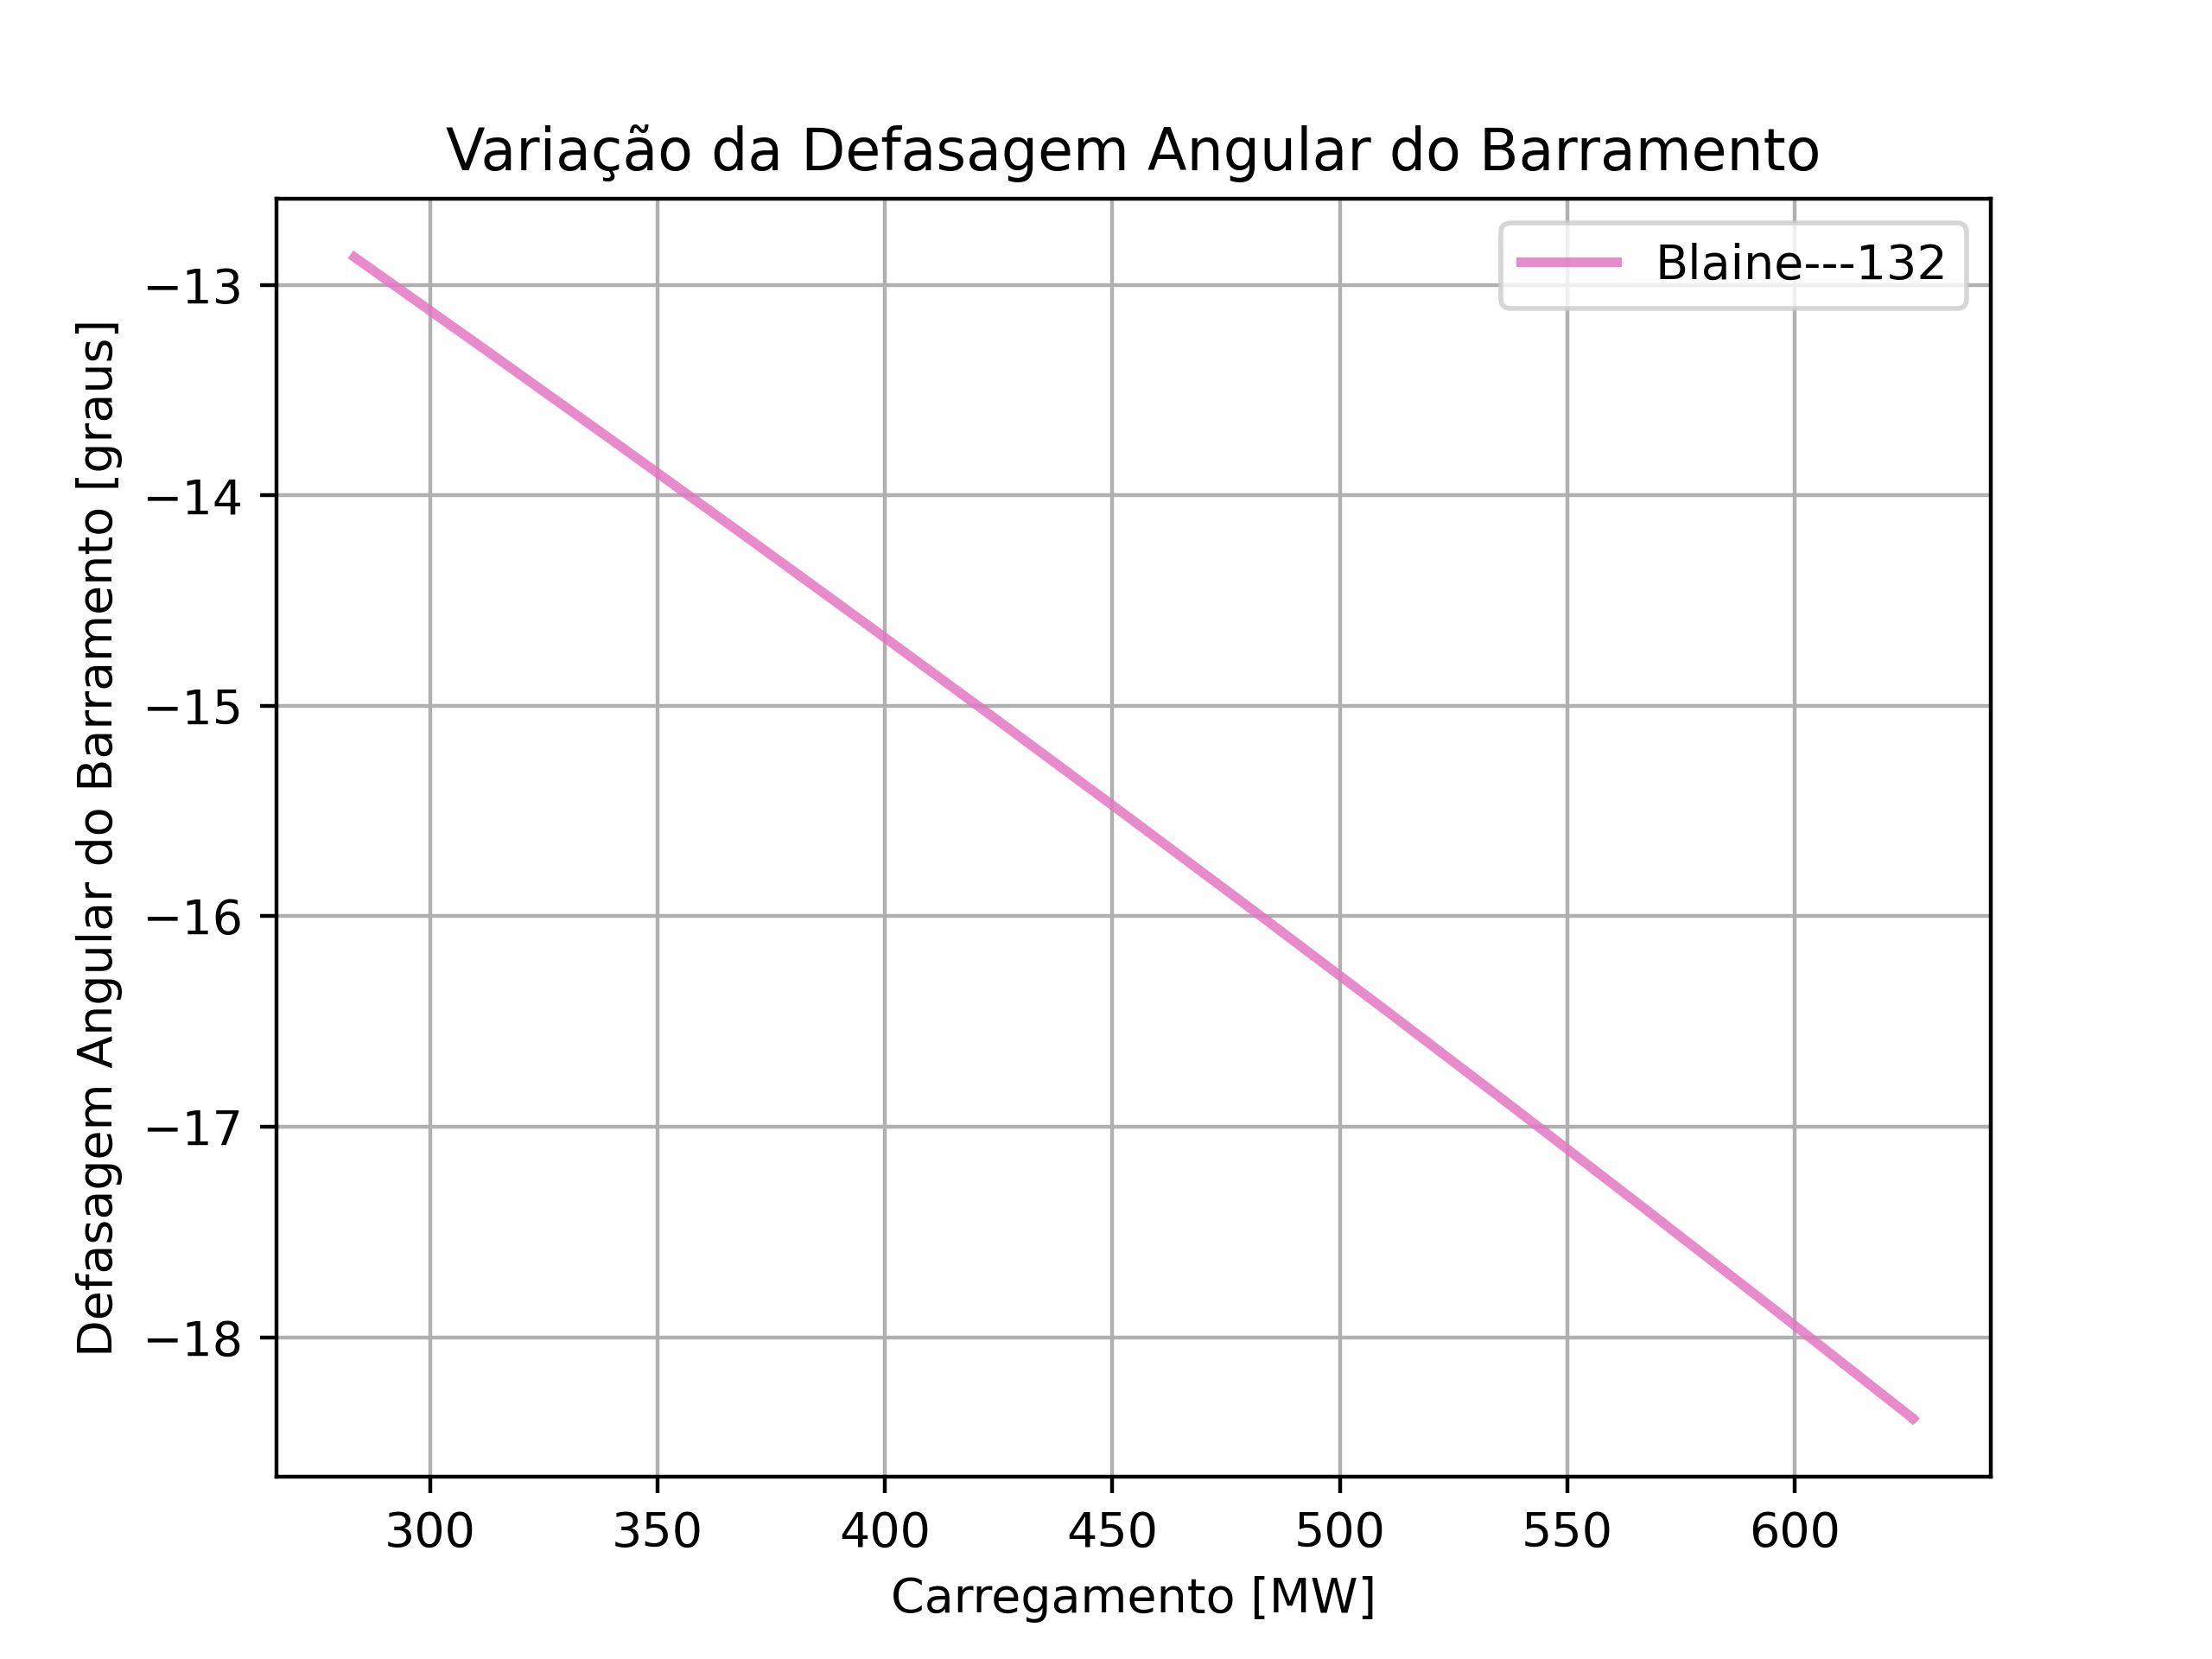 Variação da Defasagem Angular do Barramento
Blaine---132
Defasagem Angular do Barramento [graus]
−13
−14
−15
−16
−17
−18
300 350 400 450 500 550 600
Carregamento [MW]